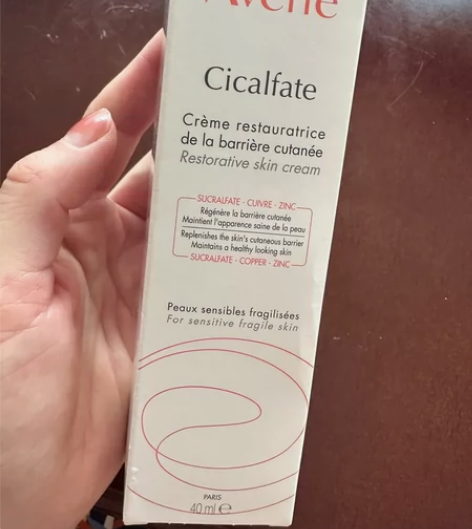 Avène
Cicalfate
Crème restauratrice
de la barrière cutanée
Restorative skin cream
SUCRALFATE - CUIVRE - ZINC
Régénère la barrière cutanée
Maintient l'apparence saine de la peau
Replenishes the skin's cutaneous barrier
Maintains a healthy looking skin
SUCRALFATE - COPPER - ZINC
Peaux sensibles fragilisées
For sensitive fragile skin
PARIS
40 ml e